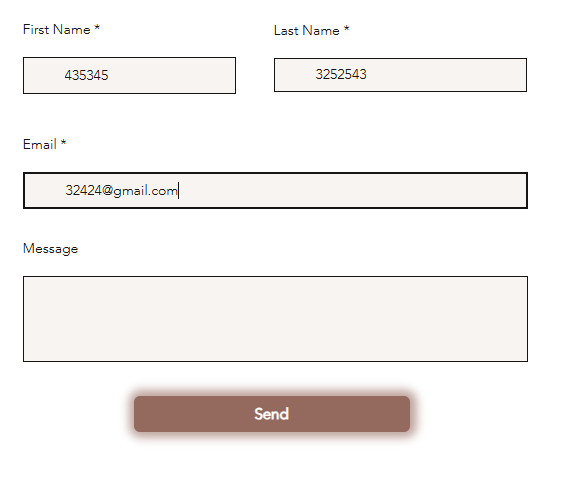 First Name *
Last Name *
435345
3252543
Email *
32424@gmail.com
Message
Send